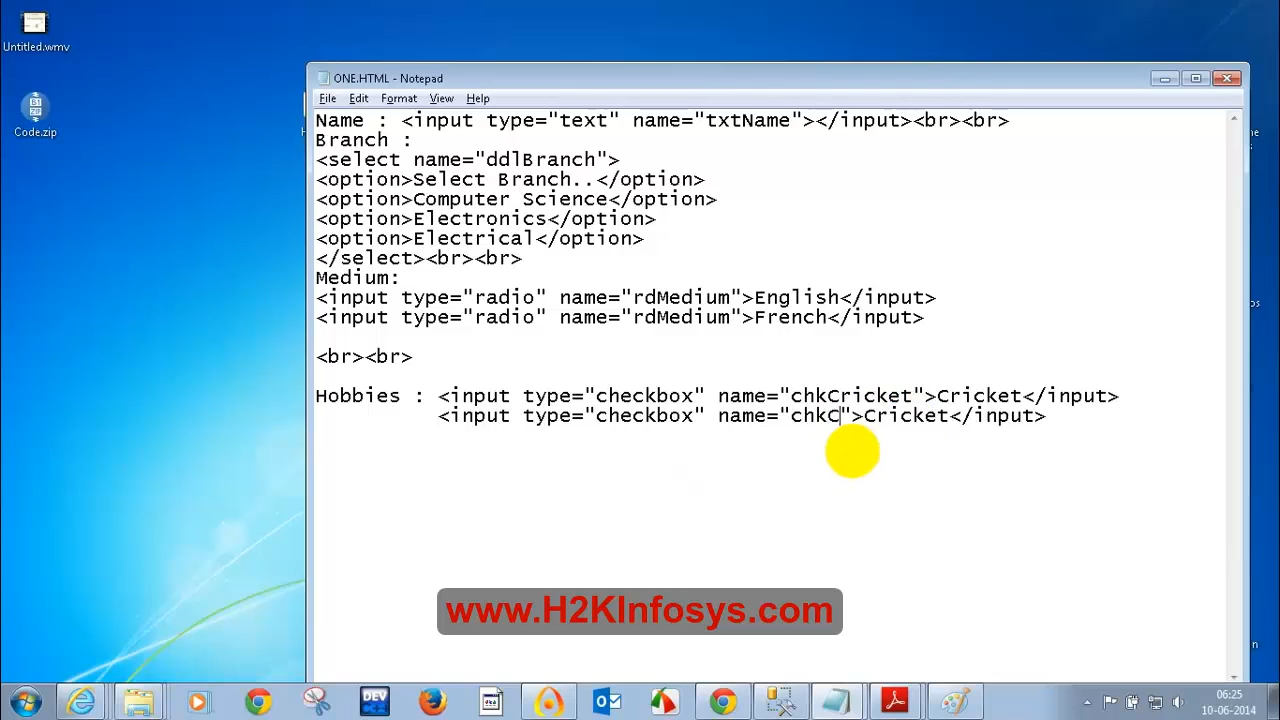 Untitled.wmv
Code.zip
ONE.HTML - Notepad
File Edit Format View Help
Name : <input type="text" name="txtName"></input><br><br>
Branch :
<select name="ddlBranch">
<option>Select Branch..</option>
<option>Computer Science</option>
<option>Electronics</option>
<option>Electrical</option>
</select><br><br>
Medium:
<input type="radio" name="rdMedium">English</input>
<input type="radio" name="rdMedium">French</input>
<br><br>
Hobbies : <input type="checkbox" name="chkCricket">Cricket</input>
<input type="checkbox" name="chkC">Cricket</input>
www.H2KInfosys.com
DEV
06:25
10-06-2014